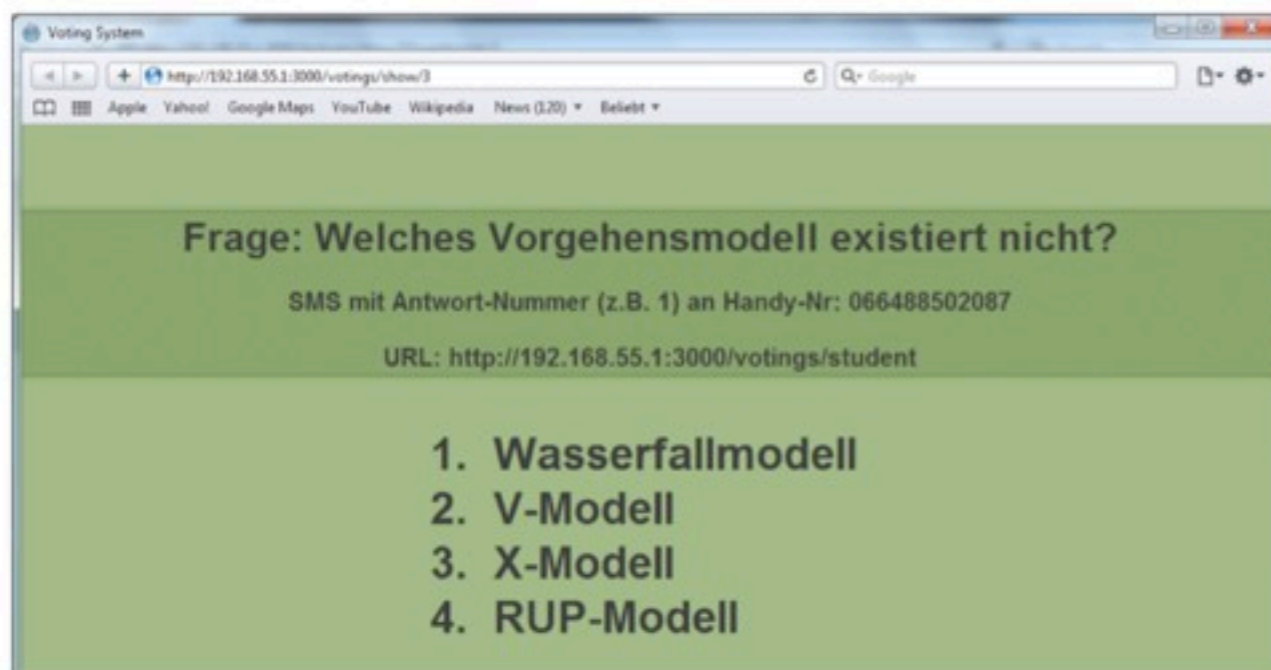 Voting System
http://192.168.55.1:3000/votings/show/3
Google
Apple Yahoo! Google Maps YouTube Wikipedia News (120) Beliebt
Frage: Welches Vorgehensmodell existiert nicht?
SMS mit Antwort-Nummer (z.B. 1) an Handy-Nr: 066488502087
URL: http://192.168.55.1:3000/votings/student
1. Wasserfallmodell
2. V-Modell
3. X-Modell
4. RUP-Modell